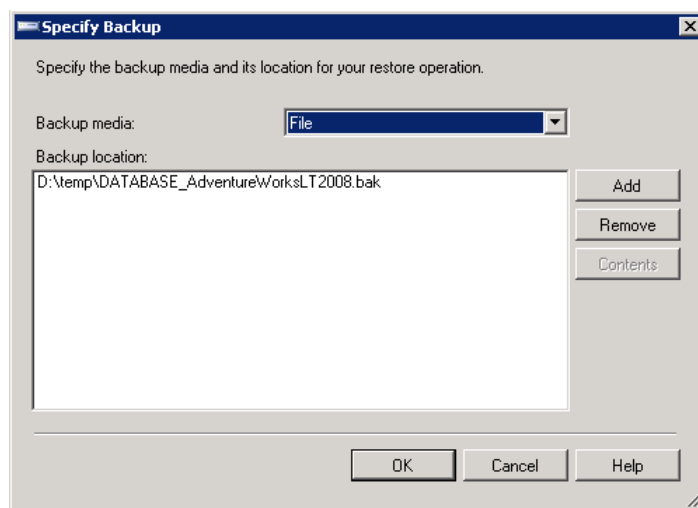 Specify Backup
Specify the backup media and its location for your restore operation.
Backup media:
File
Backup location:
D:\temp\DATABASE_AdventureWorksLT2008.bak
Add
Remove
Contents
OK
Cancel
Help